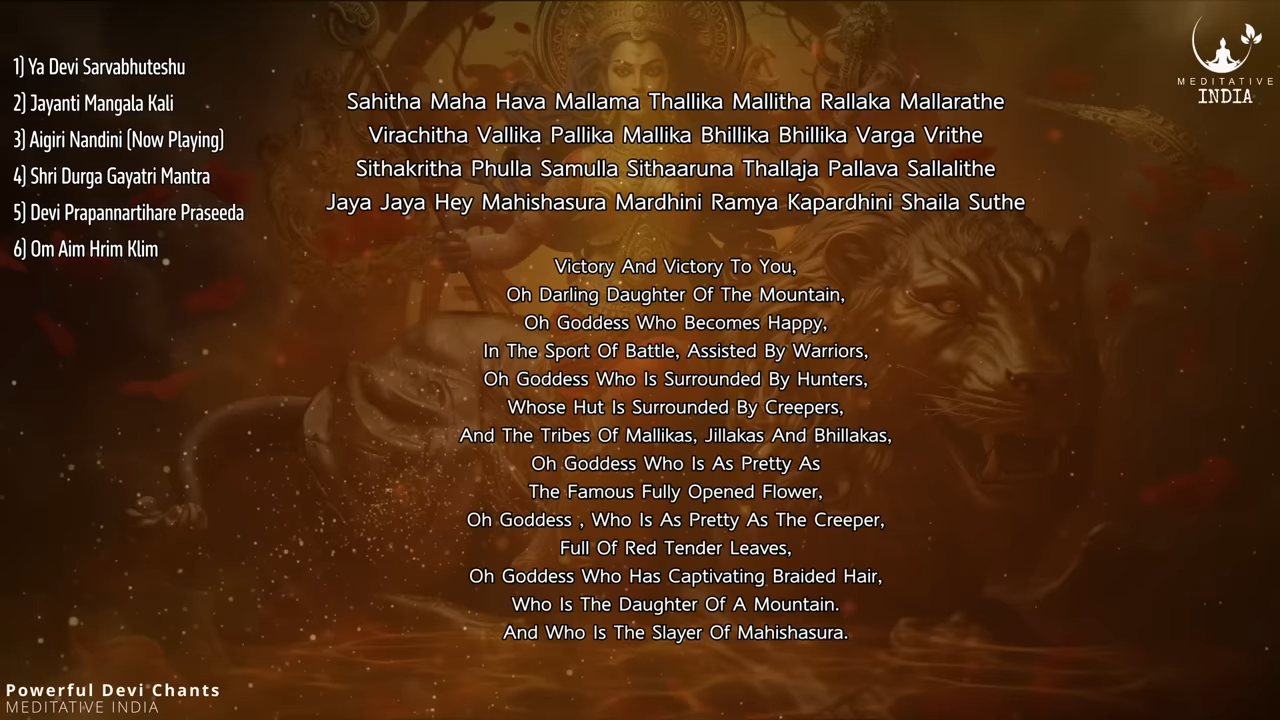 1) Ya Devi Sarvabhuteshu
2) Jayanti Mangala Kali
3) Aigiri Nandini (Now Playing)
4) Shri Durga Gayatri Mantra
5) Devi Prapannartihare Praseeda
6) Om Aim Hrim Klim
Sahitha Maha Hava Mallama Thallika Mallitha Rallaka Mallarathe
Virachitha Vallika Pallika Mallika Bhillika Bhillika Varga Vrithe
Sithakritha Phulla Samulla Sithaaruna Thallaja Pallava Sallalithe
Jaya Jaya Hey Mahishasura Mardhini Ramya Kapardhini Shaila Suthe
Victory And Victory To You,
Oh Darling Daughter Of The Mountain,
Oh Goddess Who Becomes Happy,
In The Sport Of Battle, Assisted By Warriors,
Oh Goddess Who Is Surrounded By Hunters,
Whose Hut Is Surrounded By Creepers,
And The Tribes Of Mallikas, Jillakas And Bhillakas,
Oh Goddess Who Is As Pretty As
The Famous Fully Opened Flower,
Oh Goddess , Who Is As Pretty As The Creeper,
Full Of Red Tender Leaves,
Oh Goddess Who Has Captivating Braided Hair,
Who Is The Daughter Of A Mountain.
And Who Is The Slayer Of Mahishasura.
MEDITATIVE
INDIA
Powerful Devi Chants
MEDITATIVE INDIA